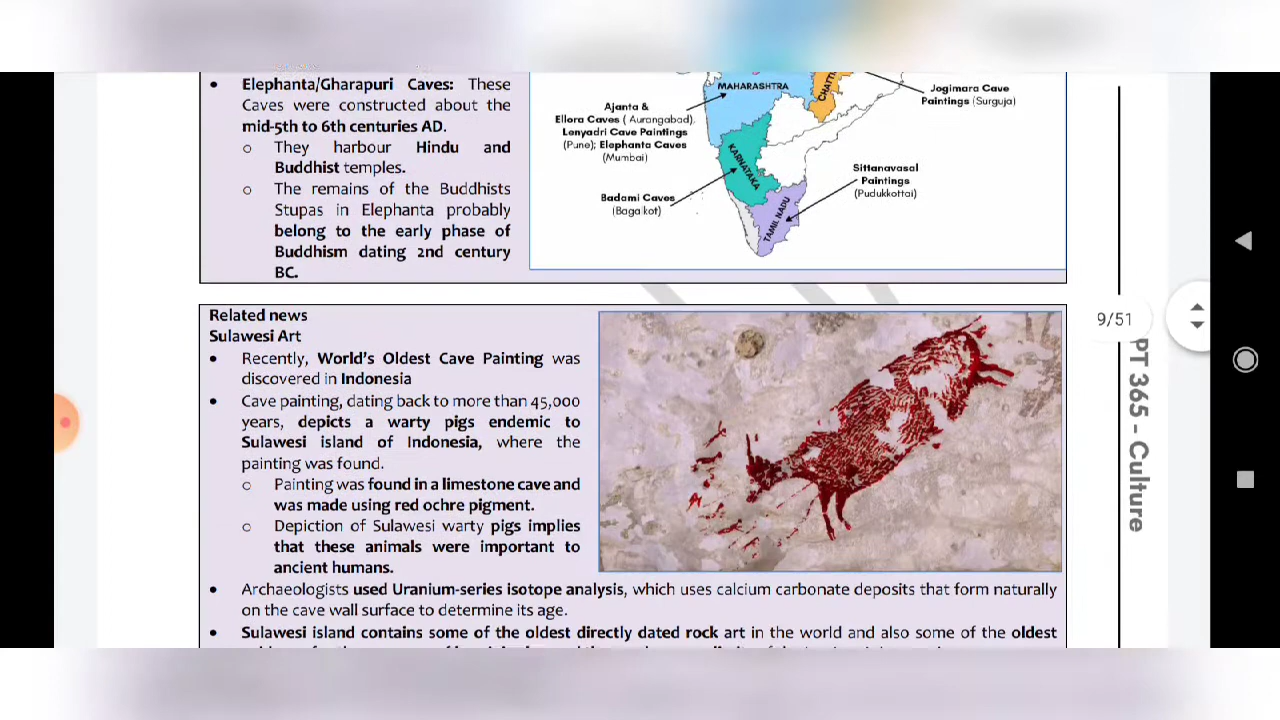 • Elephanta/Gharapuri Caves: These
Caves were constructed about the
mid-5th to 6th centuries AD.
o They harbour Hindu and
Buddhist temples.
o The remains of the Buddhists
Stupas in Elephanta probably
belong to the early phase of
Buddhism dating 2nd century
BC.
MAHARASHTRA
CHATT
Jogimara Cave
Paintings (Surguja)
Ajanta &
Ellora Caves ( Aurangabad),
Lenyadri Cave Paintings
(Pune); Elephanta Caves
(Mumbai)
KARNATAKA
Sittanavasal
Paintings
(Pudukkottai)
Badami Caves
(Bagalkot)
TAMIL NADU
Related news
Sulawesi Art
• Recently, World's Oldest Cave Painting was
discovered in Indonesia
• Cave painting, dating back to more than 45,000
years, depicts a warty pigs endemic to
Sulawesi island of Indonesia, where the
painting was found.
o Painting was found in a limestone cave and
was made using red ochre pigment.
o Depiction of Sulawesi warty pigs implies
that these animals were important to
ancient humans.
• Archaeologists used Uranium-series isotope analysis, which uses calcium carbonate deposits that form naturally
on the cave wall surface to determine its age.
• Sulawesi island contains some of the oldest directly dated rock art in the world and also some of the oldest
9/51
PT 365 - Culture